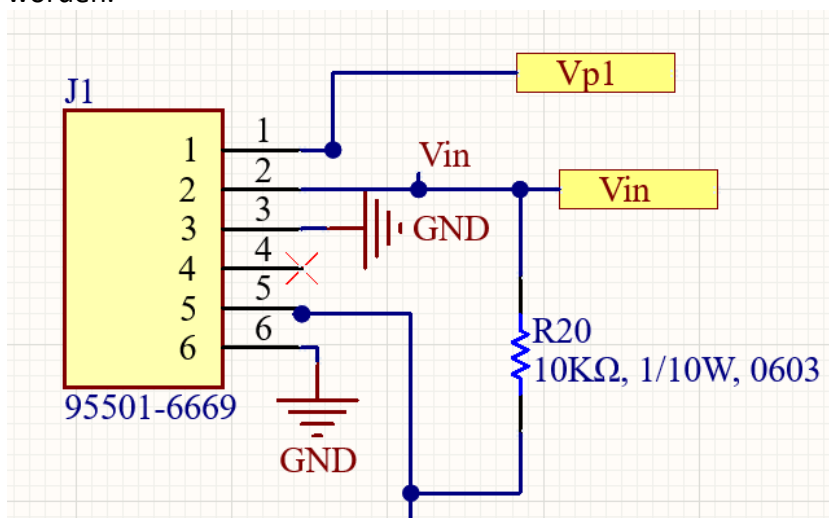 worden.
Vp1
J1
1 1
Vin
2 2
Vin
3 3
GND
4 4
5 5
6 6
R20
10KΩ, 1/10W, 0603
95501-6669
GND